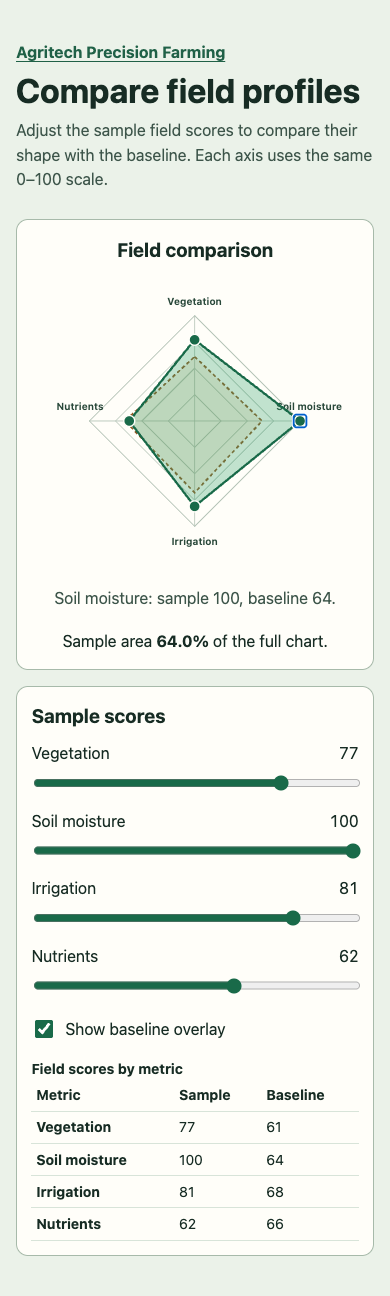 Agritech Precision Farming
Compare field profiles
Adjust the sample field scores to compare their
shape with the baseline. Each axis uses the same
0–100 scale.
Field comparison
Vegetation
Nutrients
Soil moisture
Irrigation
Soil moisture: sample 100, baseline 64.
Sample area 64.0% of the full chart.
Sample scores
Vegetation 77
Soil moisture 100
Irrigation 81
Nutrients 62
Show baseline overlay
Field scores by metric
Metric Sample Baseline
Vegetation 77 61
Soil moisture 100 64
Irrigation 81 68
Nutrients 62 66